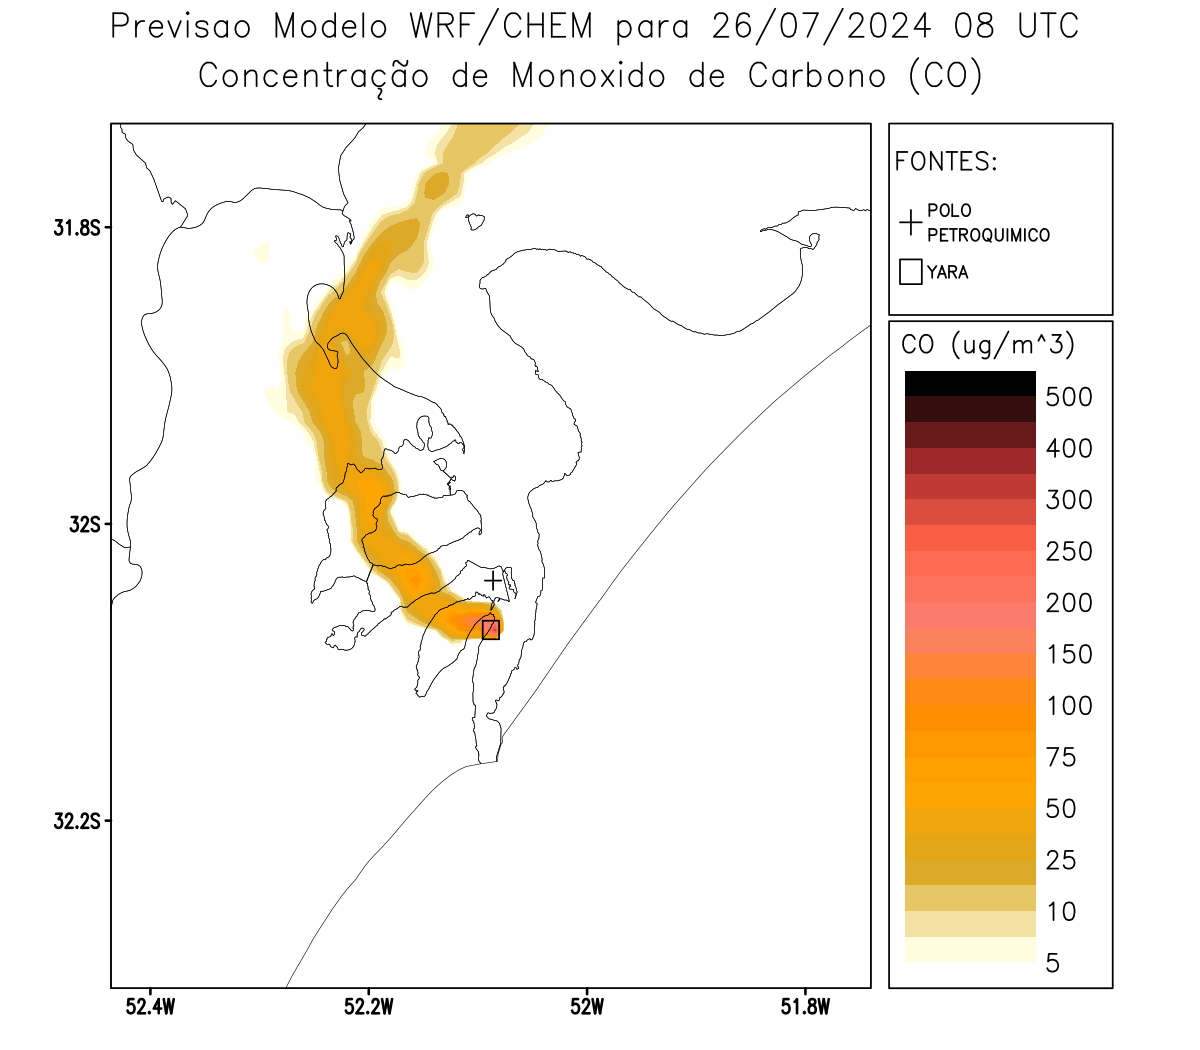 Previsao Modelo WRF/CHEM para 26/07/2024 08 UTC
Concentração de Monoxido de Carbono (CO)
FONTES:
POLO
PETROQUIMICO
YARA
CO (ug/m^3)
500
400
300
250
200
150
100
75
50
25
10
5
31.8S
32S
32.2S
52.4W
52.2W
52W
51.8W